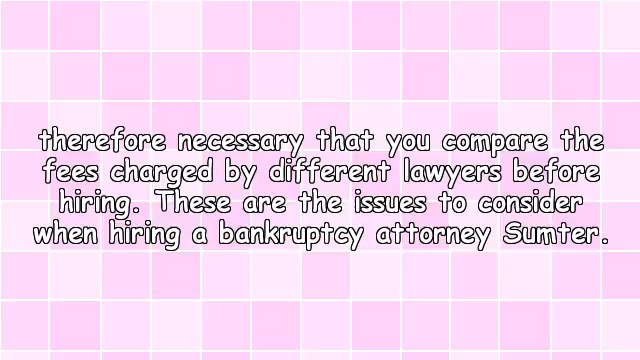 therefore necessary that you compare the
fees charged by different lawyers before
hiring. These are the issues to consider
when hiring a bankruptcy attorney Sumter.